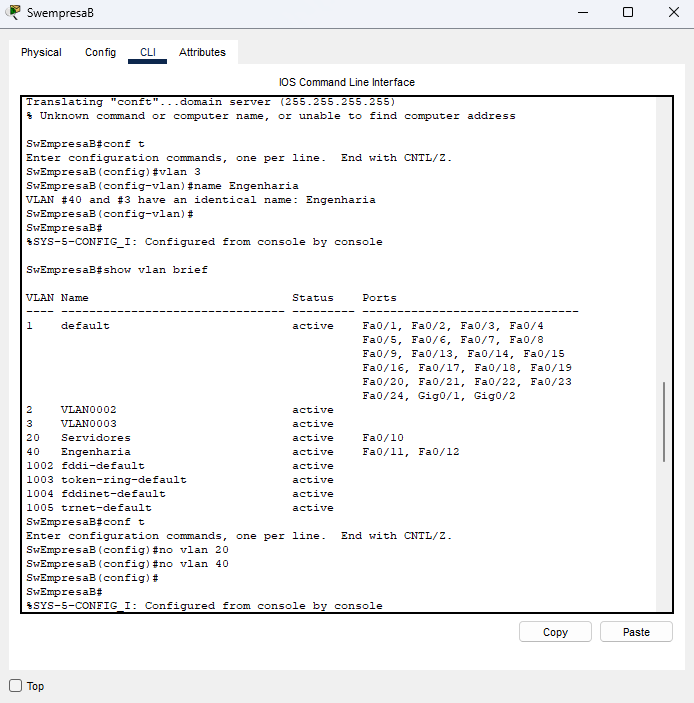 SwempresaB
Physical Config CLI Attributes
IOS Command Line Interface
Translating "conft"...domain server (255.255.255.255)
% Unknown command or computer name, or unable to find computer address
SwEmpresaB#conf t
Enter configuration commands, one per line.  End with CNTL/Z.
SwEmpresaB(config)#vlan 3
SwEmpresaB(config-vlan)#name Engenharia
VLAN #40 and #3 have an identical name: Engenharia
SwEmpresaB(config-vlan)#
SwEmpresaB#
%SYS-5-CONFIG_I: Configured from console by console
SwEmpresaB#show vlan brief
VLAN Name                             Status    Ports
---- -------------------------------- --------- -------------------------------
1    default                          active    Fa0/1, Fa0/2, Fa0/3, Fa0/4
                                                Fa0/5, Fa0/6, Fa0/7, Fa0/8
                                                Fa0/9, Fa0/13, Fa0/14, Fa0/15
                                                Fa0/16, Fa0/17, Fa0/18, Fa0/19
                                                Fa0/20, Fa0/21, Fa0/22, Fa0/23
                                                Fa0/24, Gig0/1, Gig0/2
2    VLAN0002                         active
3    VLAN0003                         active
20   Servidores                       active    Fa0/10
40   Engenharia                       active    Fa0/11, Fa0/12
1002 fddi-default                     active
1003 token-ring-default               active
1004 fddinet-default                  active
1005 trnet-default                    active
SwEmpresaB#conf t
Enter configuration commands, one per line.  End with CNTL/Z.
SwEmpresaB(config)#no vlan 20
SwEmpresaB(config)#no vlan 40
SwEmpresaB(config)#
SwEmpresaB#
%SYS-5-CONFIG_I: Configured from console by console
Copy Paste
Top